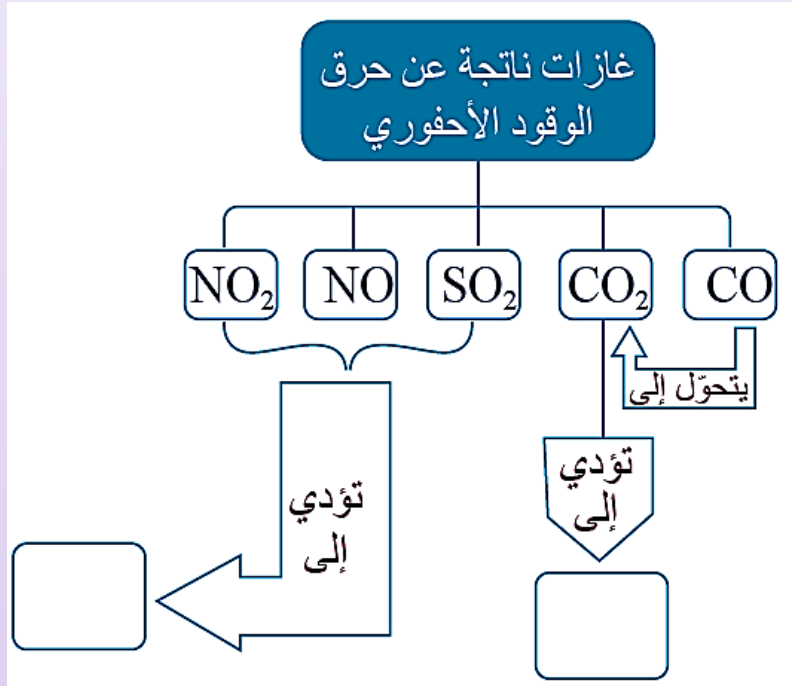 غازات ناتجة عن حرق
الوقود الأحفوري
CO
CO₂
SO₂
NO
NO₂
يتحوّل إلى
تؤدي
إلى
تؤدي
إلى